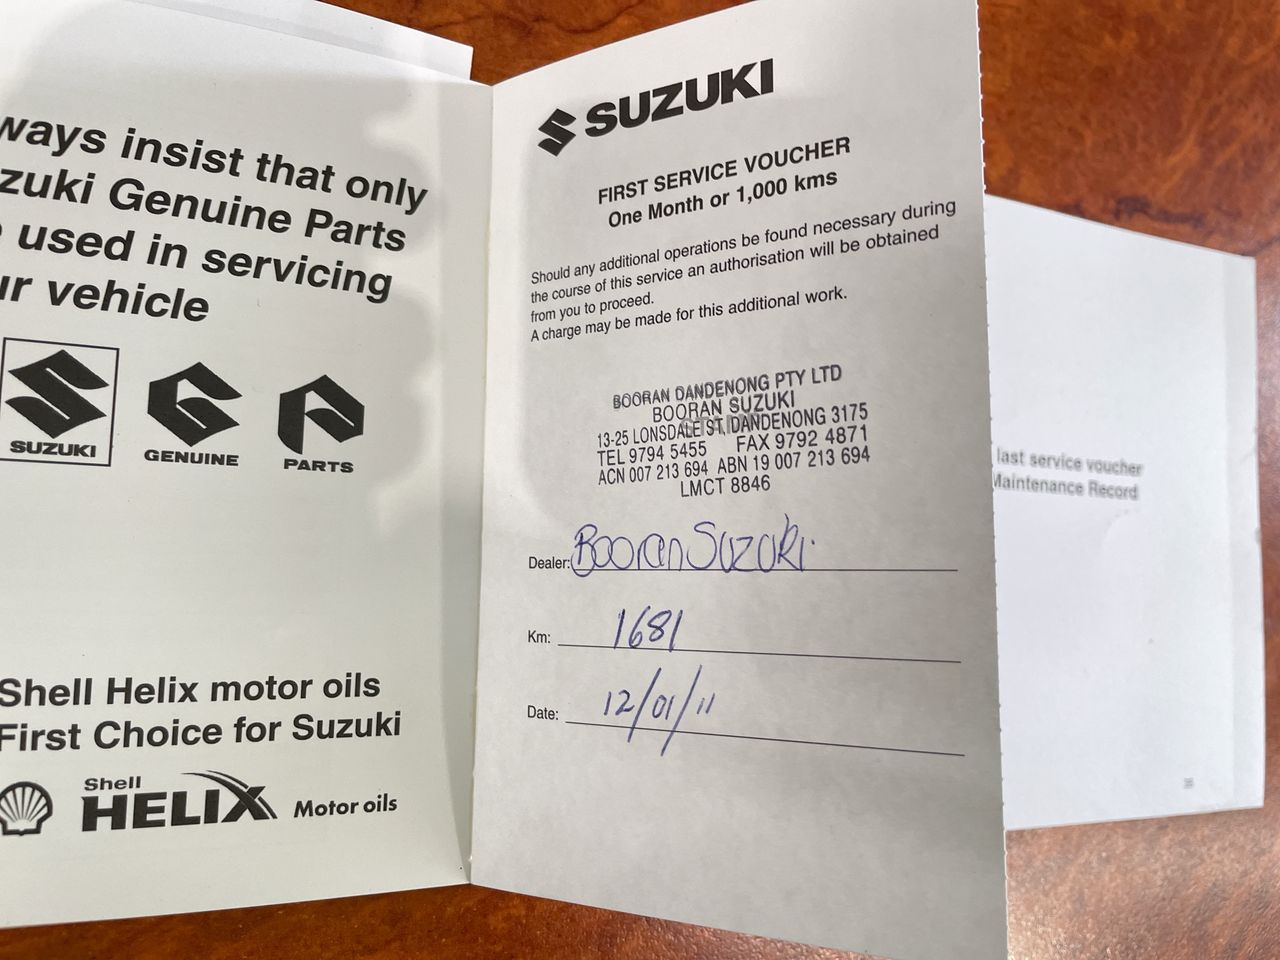 ways insist that only
zuki Genuine Parts
used in servicing
ur vehicle
SUZUKI
GENUINE
PARTS
Shell Helix motor oils
First Choice for Suzuki
Shell
HELIX Motor oils
SUZUKI
FIRST SERVICE VOUCHER
One Month or 1,000 kms
Should any additional operations be found necessary during
the course of this service an authorisation will be obtained
from you to proceed.
A charge may be made for this additional work.
BOORAN DANDENONG PTY LTD
BOORAN SUZUKI
STAMP
13-25 LONSDALE ST, DANDENONG 3175
TEL 9794 5455 FAX 9792 4871
ACN 007 213 694 ABN 19 007 213 694
LMCT 8846
Dealer: Booran Suzuki
Km: 1681
Date: 12/01/11
last service voucher
Maintenance Record